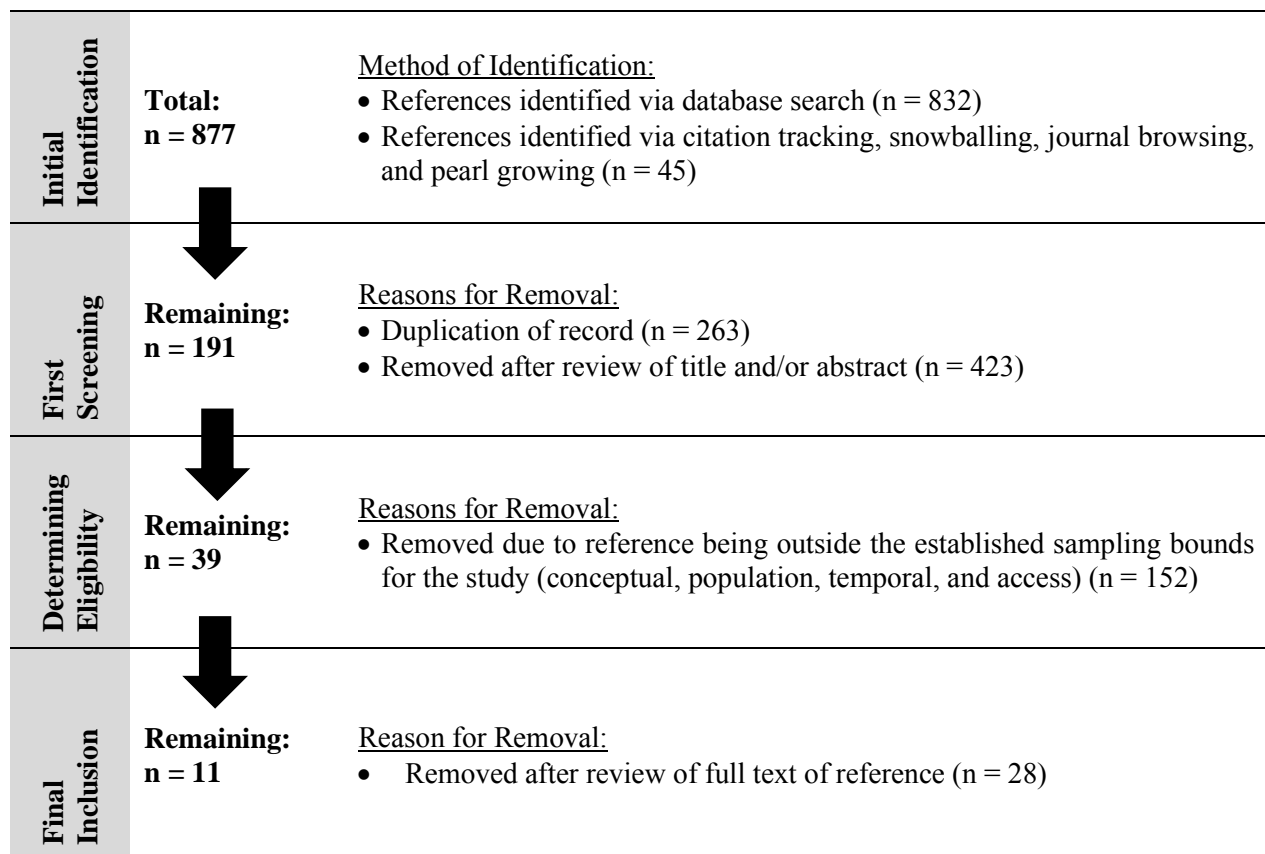 Initial
Identification
Total:
n = 877
Method of Identification:
• References identified via database search (n = 832)
• References identified via citation tracking, snowballing, journal browsing,
and pearl growing (n = 45)
First
Screening
Remaining:
n = 191
Reasons for Removal:
• Duplication of record (n = 263)
• Removed after review of title and/or abstract (n = 423)
Determining
Eligibility
Remaining:
n = 39
Reasons for Removal:
• Removed due to reference being outside the established sampling bounds
for the study (conceptual, population, temporal, and access) (n = 152)
Final
Inclusion
Remaining:
n = 11
Reason for Removal:
• Removed after review of full text of reference (n = 28)